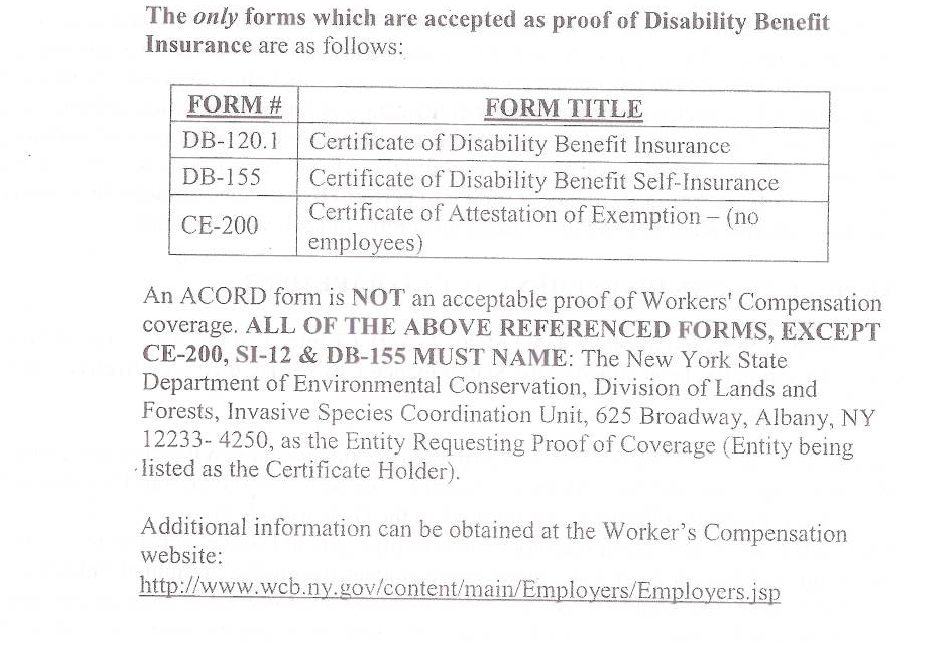 The only forms which are accepted as proof of Disability Benefit
Insurance are as follows:
FORM # FORM TITLE
DB-120.1 Certificate of Disability Benefit Insurance
DB-155 Certificate of Disability Benefit Self-Insurance
CE-200 Certificate of Attestation of Exemption – (no
employees)
An ACORD form is NOT an acceptable proof of Workers' Compensation
coverage. ALL OF THE ABOVE REFERENCED FORMS, EXCEPT
CE-200, SI-12 & DB-155 MUST NAME: The New York State
Department of Environmental Conservation, Division of Lands and
Forests, Invasive Species Coordination Unit, 625 Broadway, Albany, NY
12233- 4250, as the Entity Requesting Proof of Coverage (Entity being
listed as the Certificate Holder).
Additional information can be obtained at the Worker's Compensation
website:
http://www.wcb.ny.gov/content/main/Employers/Employers.jsp